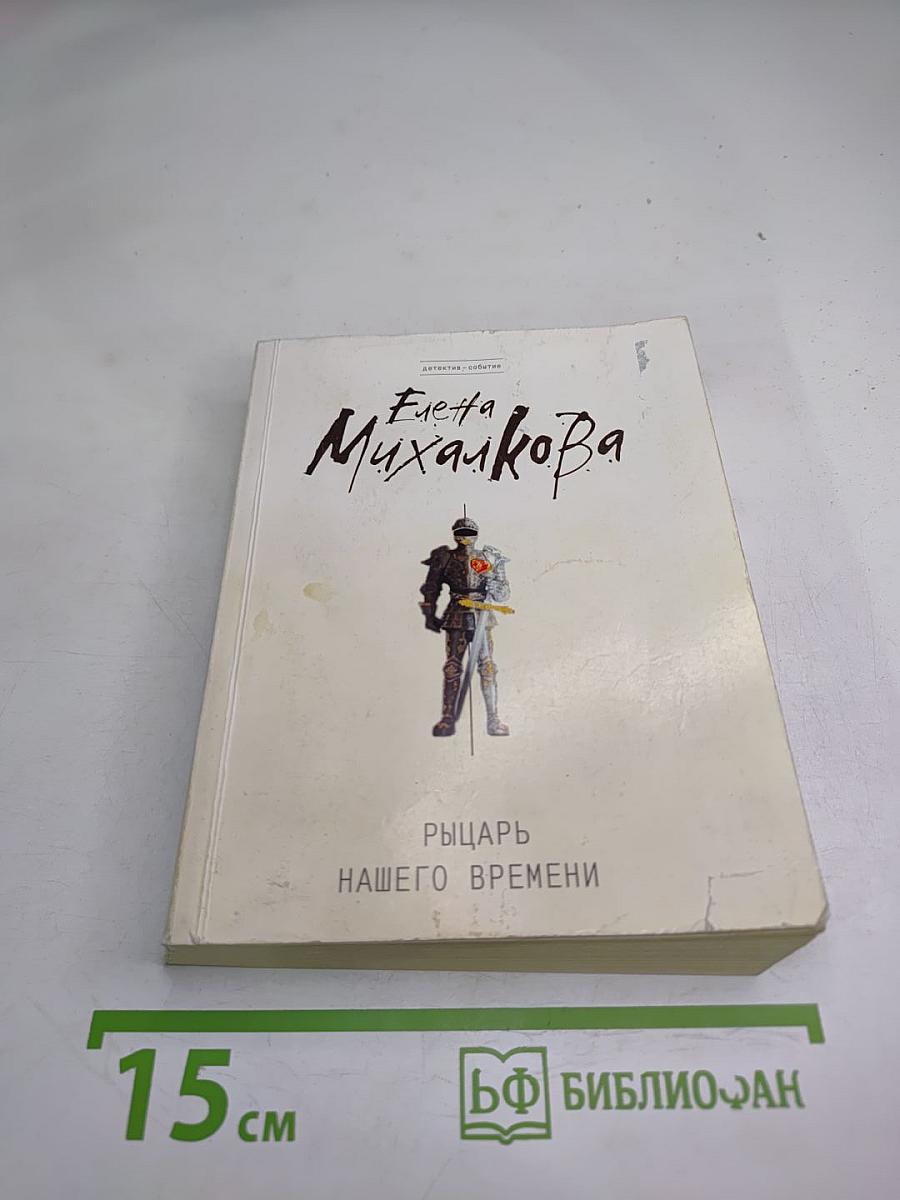 детектив-событие
Елена
Михалкова
РЫЦАРЬ
НАШЕГО ВРЕМЕНИ
15 см
БФ БИБЛИОФАН